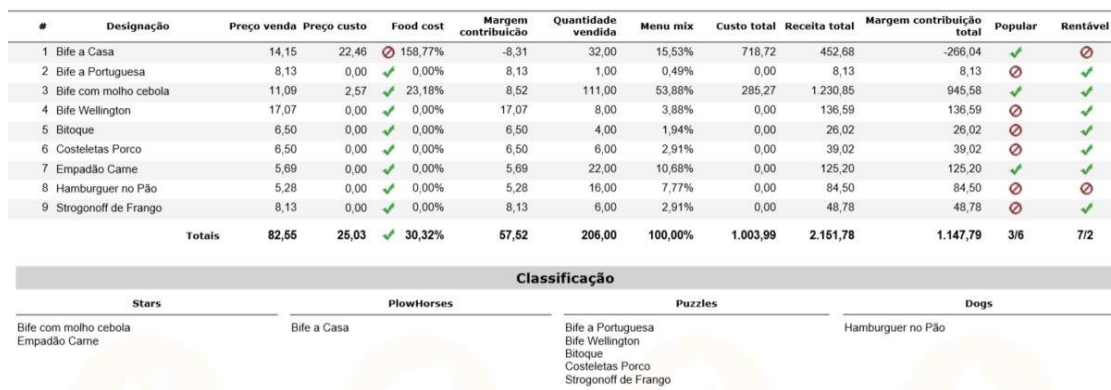 # Designação Preço venda Preço custo Food cost Margem contribuicão Quantidade vendida Menu mix Custo total Receita total Margem contribuição total Popular Rentável
1 Bife a Casa 14,15 22,46 158,77% -8,31 32,00 15,53% 718,72 452,68 -266,04
2 Bife a Portuguesa 8,13 0,00 0,00% 8,13 1,00 0,49% 0,00 8,13 8,13
3 Bife com molho cebola 11,09 2,57 23,18% 8,52 111,00 53,88% 285,27 1.230,85 945,58
4 Bife Wellington 17,07 0,00 0,00% 17,07 8,00 3,88% 0,00 136,59 136,59
5 Bitoque 6,50 0,00 0,00% 6,50 4,00 1,94% 0,00 26,02 26,02
6 Costeletas Porco 6,50 0,00 0,00% 6,50 6,00 2,91% 0,00 39,02 39,02
7 Empadão Carne 5,69 0,00 0,00% 5,69 22,00 10,68% 0,00 125,20 125,20
8 Hamburguer no Pão 5,28 0,00 0,00% 5,28 16,00 7,77% 0,00 84,50 84,50
9 Strogonoff de Frango 8,13 0,00 0,00% 8,13 6,00 2,91% 0,00 48,78 48,78
Totais 82,55 25,03 30,32% 57,52 206,00 100,00% 1.003,99 2.151,78 1.147,79 3/6 7/2
Classificação
Stars PlowHorses Puzzles Dogs
Bife com molho cebola Bife a Casa Bife a Portuguesa Hamburguer no Pão
Empadão Carne Bife Wellington
Bitoque
Costeletas Porco
Strogonoff de Frango